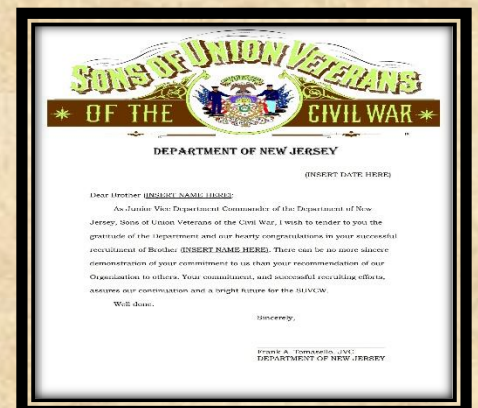 SONS OF UNION VETERANS
* OF THE CIVIL WAR *
DEPARTMENT OF NEW JERSEY
(INSERT DATE HERE)
Dear Brother (INSERT NAME HERE):
As Junior Vice Department Commander of the Department of New
Jersey, Sons of Union Veterans of the Civil War, I wish to tender to you the
gratitude of the Department and our hearty congratulations in your successful
recruitment of Brother (INSERT NAME HERE). There can be no more sincere
demonstration of your commitment to us than your recommendation of our
Organization to others. Your commitment, and successful recruiting efforts,
assures our continuation and a bright future for the SUVCW.
Well done.
Sincerely,
Frank A. Tomasello, JVC
DEPARTMENT OF NEW JERSEY